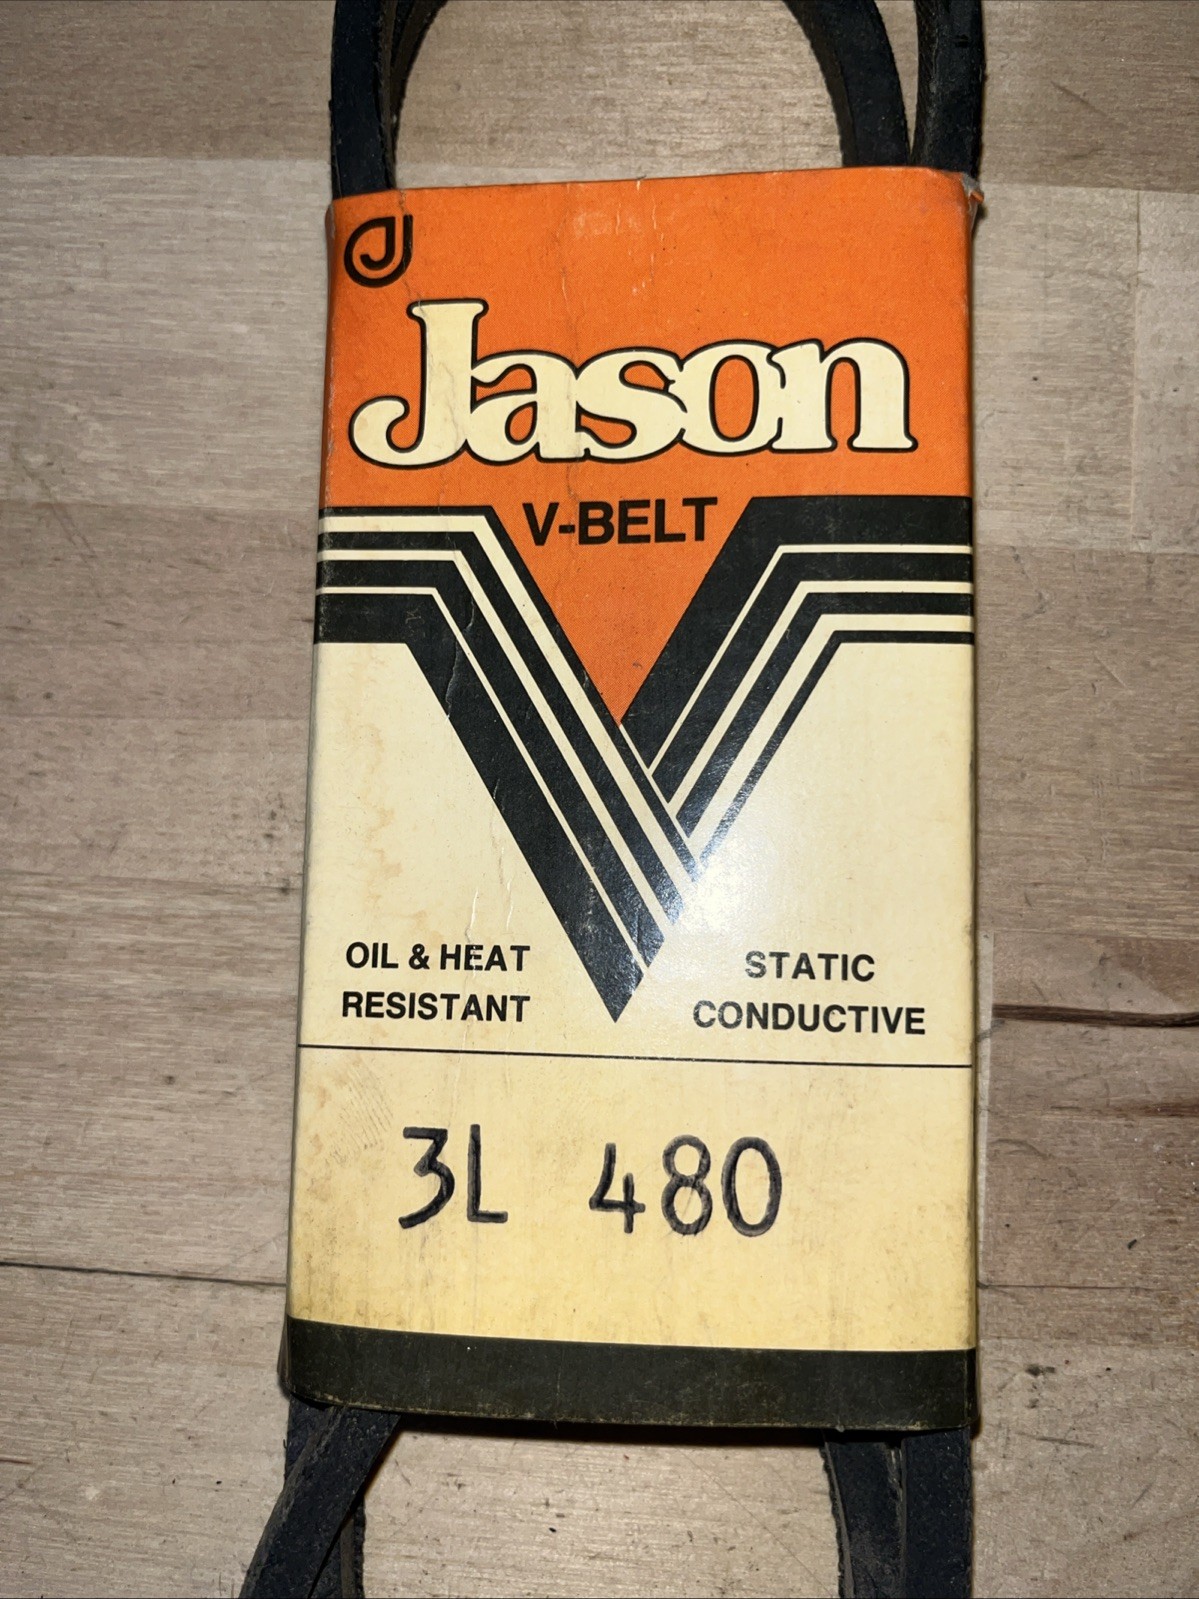 Jason
V-BELT
OIL & HEAT
RESISTANT
STATIC
CONDUCTIVE
3L 480